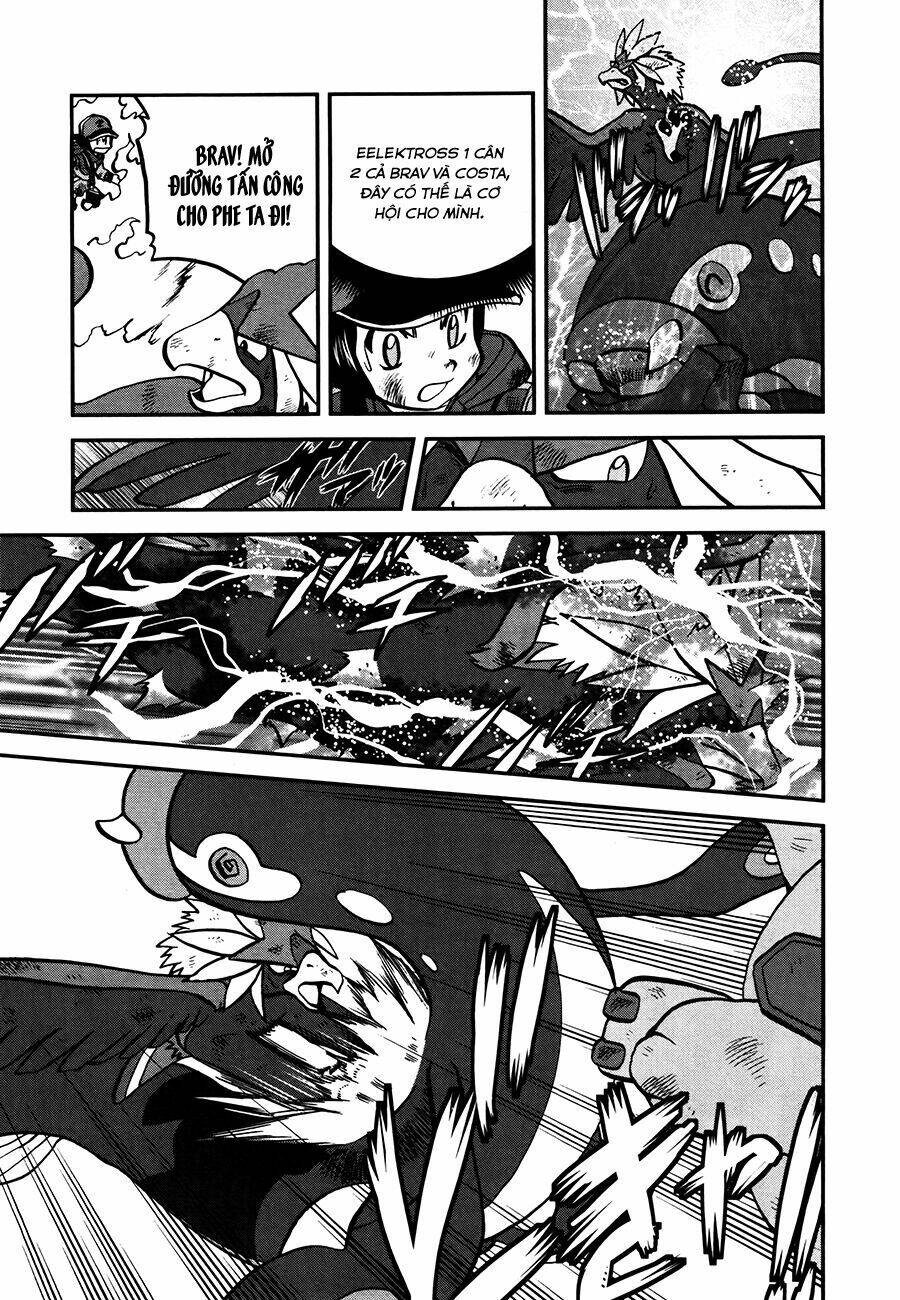 EELEKTROSS 1 CÂN
2 CẢ BRAV VÀ COSTA,
ĐÂY CÓ THỂ LÀ CƠ
HỘI CHO MÌNH.
BRAV! MỞ
ĐƯỜNG TẤN CÔNG
CHO PHE TA ĐI!